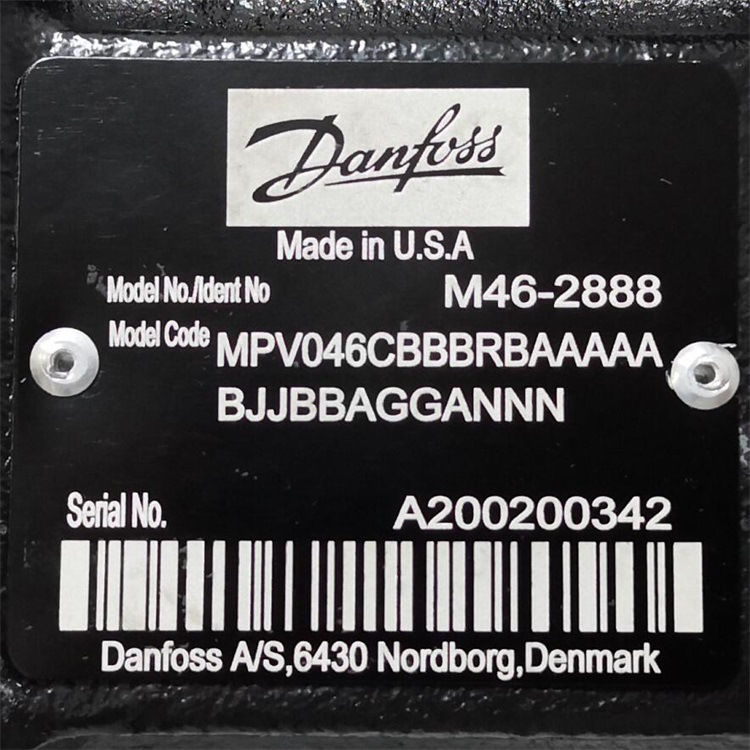 Danfoss
Made in U.S.A
Model No./Ident No M46-2888
Model Code MPV046CBBBRBAAAAA
BJJBBAGGANNN
Serial No. A200200342
Danfoss A/S,6430 Nordborg,Denmark